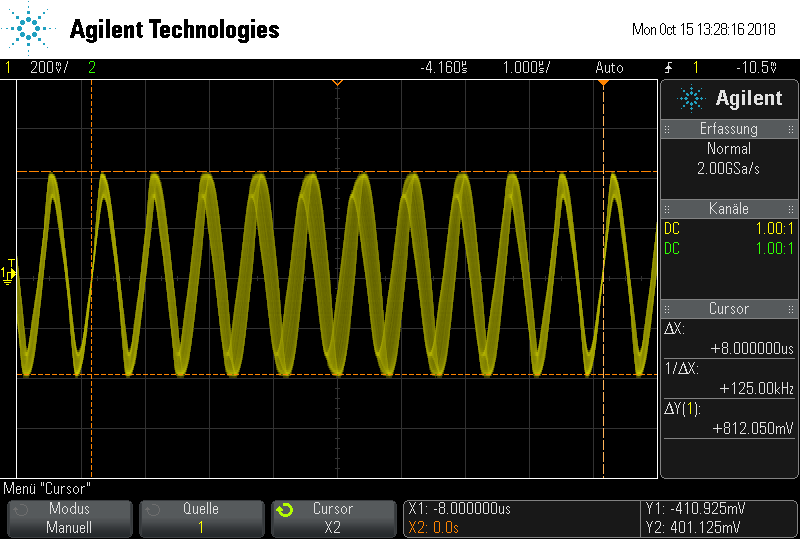 Agilent Technologies
Mon Oct 15 13:28:16 2018
1 200mV/ 2 -4.160s 1.000s/ Auto 1 -10.5mV
Agilent
Erfassung
Normal
2.00GSa/s
Kanäle
DC 1.00:1
DC 1.00:1
Cursor
ΔX:
+8.000000us
1/ΔX:
+125.00kHz
ΔY(1):
+812.050mV
T
1
Menü "Cursor"
Modus
Manuell
Quelle
1
Cursor
X2
X1: -8.000000us
X2: 0.0s
Y1: -410.925mV
Y2: 401.125mV